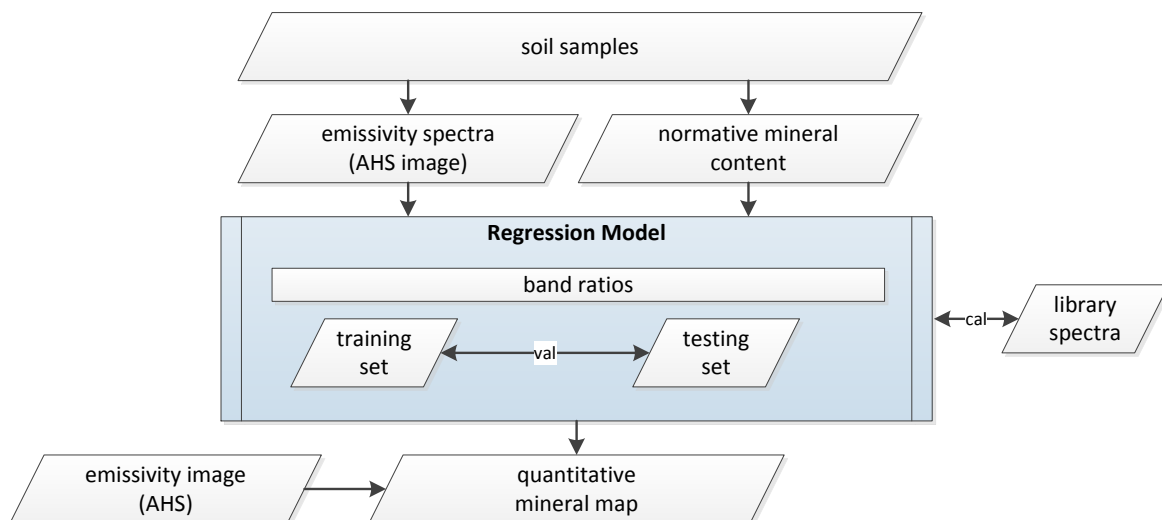 soil samples
emissivity spectra
(AHS image)
normative mineral
content
Regression Model
band ratios
training
set
val
testing
set
cal
library
spectra
emissivity image
(AHS)
quantitative
mineral map